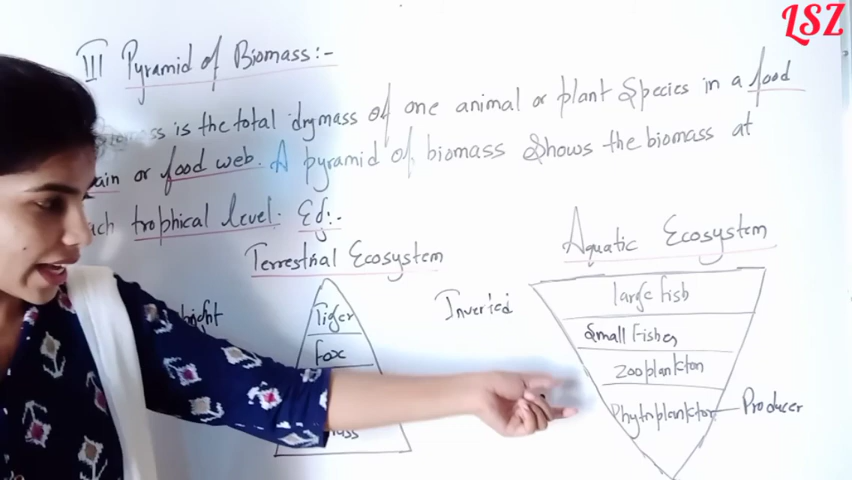 LSZ
III Pyramid of Biomass:-
is the total drymass of one animal or plant Species in a food
or food web. A pyramid of biomass Shows the biomass at
trophical level. Eg:-
Terrestrial Ecosystem
Aquatic Ecosystem
Inverted
Tiger
Fox
large fish
Small Fishes
Zooplankton
Phytoplankton
Producer